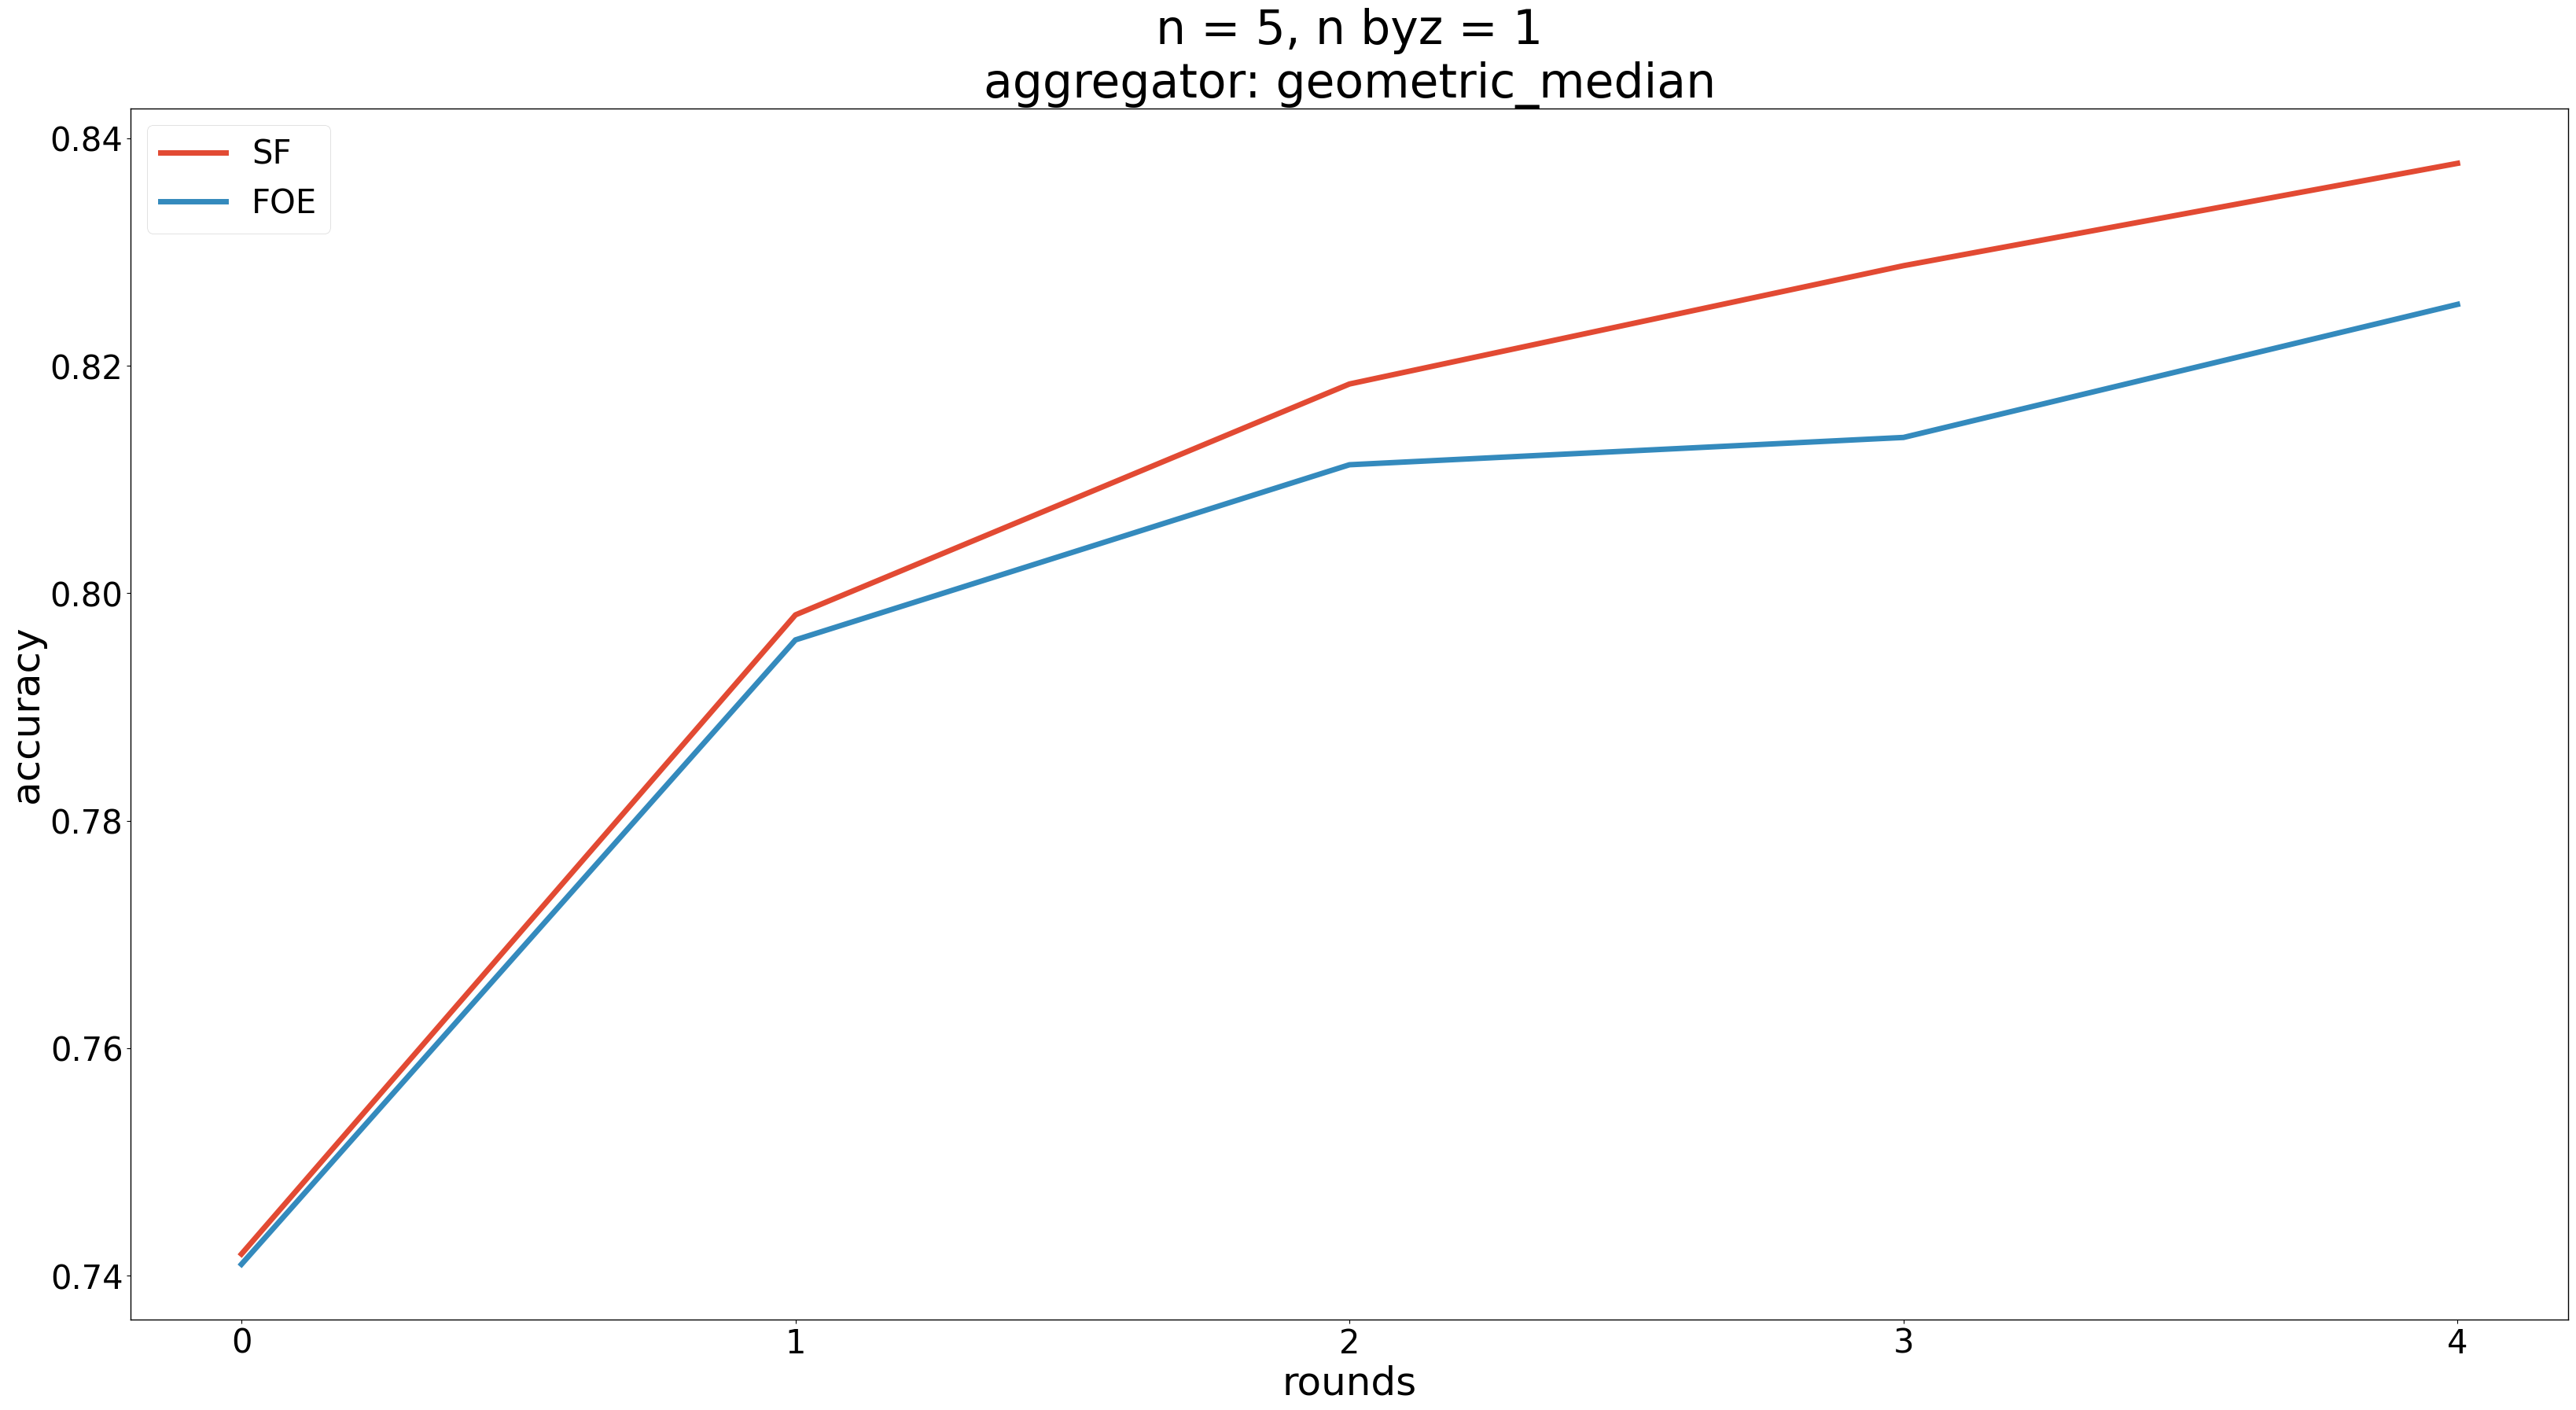 n = 5, n byz = 1
aggregator: geometric_median
SF
FOE
0.84
0.82
0.80
0.78
0.76
0.74
accuracy
0
1
2
3
4
rounds